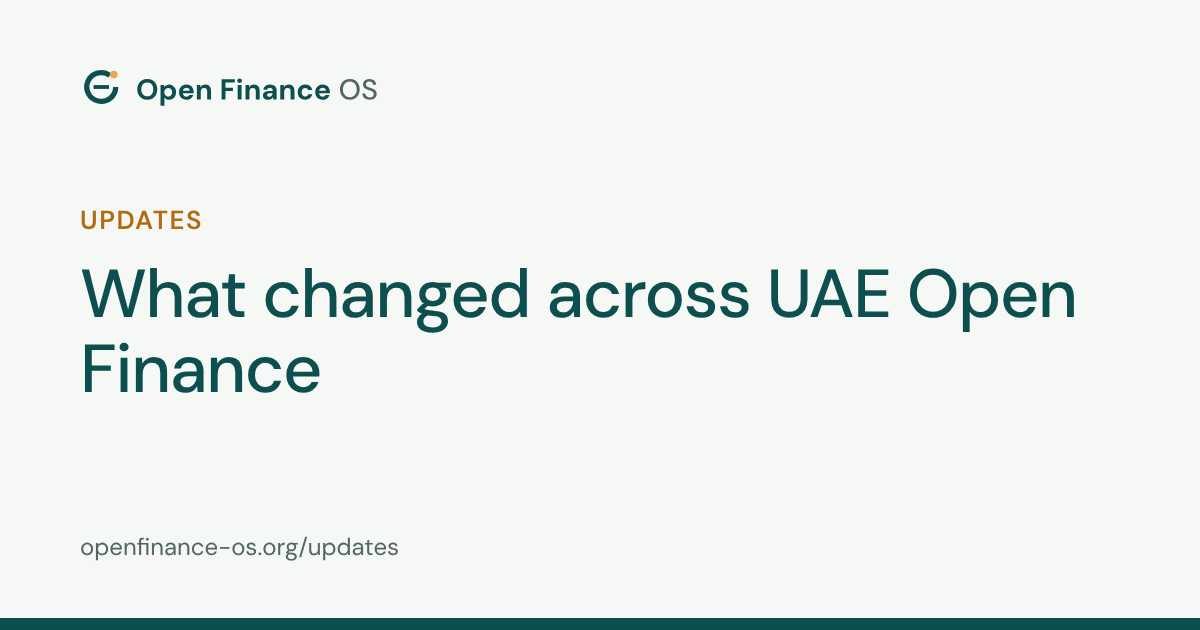 Open Finance OS
UPDATES
What changed across UAE Open
Finance
openfinance-os.org/updates